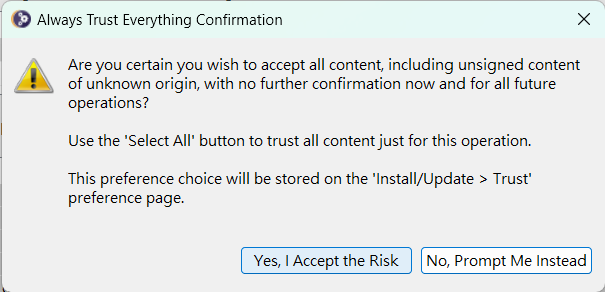 Always Trust Everything Confirmation
Are you certain you wish to accept all content, including unsigned content
of unknown origin, with no further confirmation now and for all future
operations?
Use the 'Select All' button to trust all content just for this operation.
This preference choice will be stored on the 'Install/Update > Trust'
preference page.
Yes, I Accept the Risk
No, Prompt Me Instead